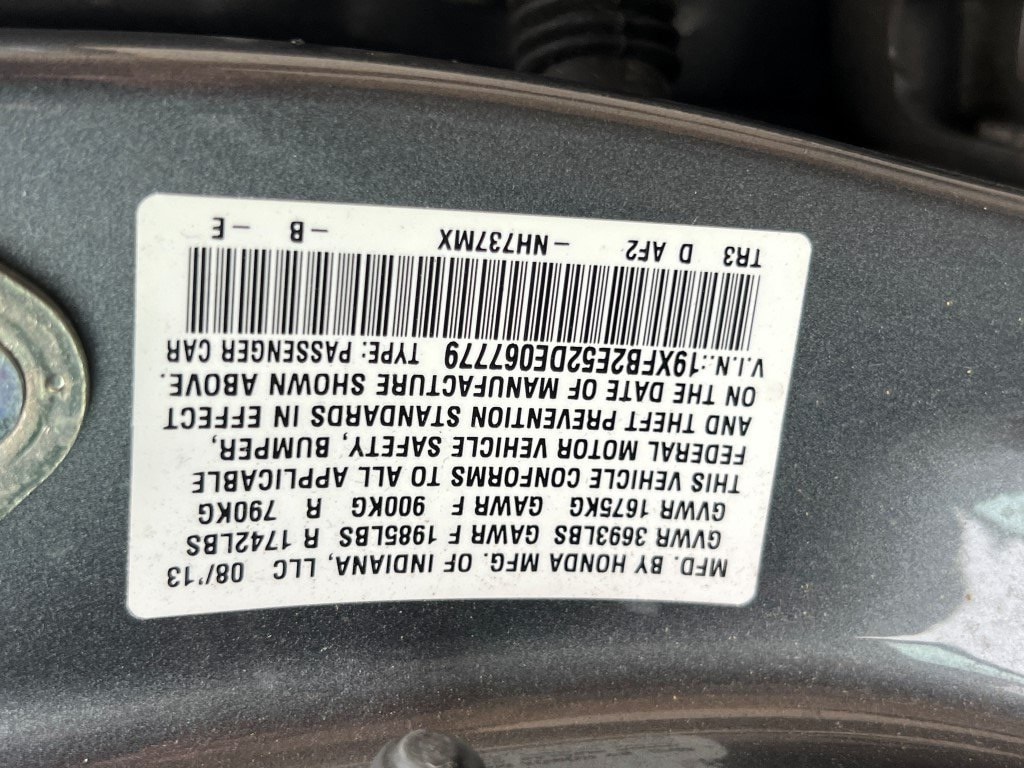 MFD. BY HONDA MFG. OF INDIANA, LLC 08/'13
GVWR 3693LBS GAWR F 1985LBS R 1742LBS
GVWR 1675KG GAWR F 900KG R 790KG
THIS VEHICLE CONFORMS TO ALL APPLICABLE
FEDERAL MOTOR VEHICLE SAFETY, BUMPER,
AND THEFT PREVENTION STANDARDS IN EFFECT
ON THE DATE OF MANUFACTURE SHOWN ABOVE.
V.I.N.:19XFB2E52DE067779 TYPE: PASSENGER CAR
TR3 D AF2 –NH737MX –B –E